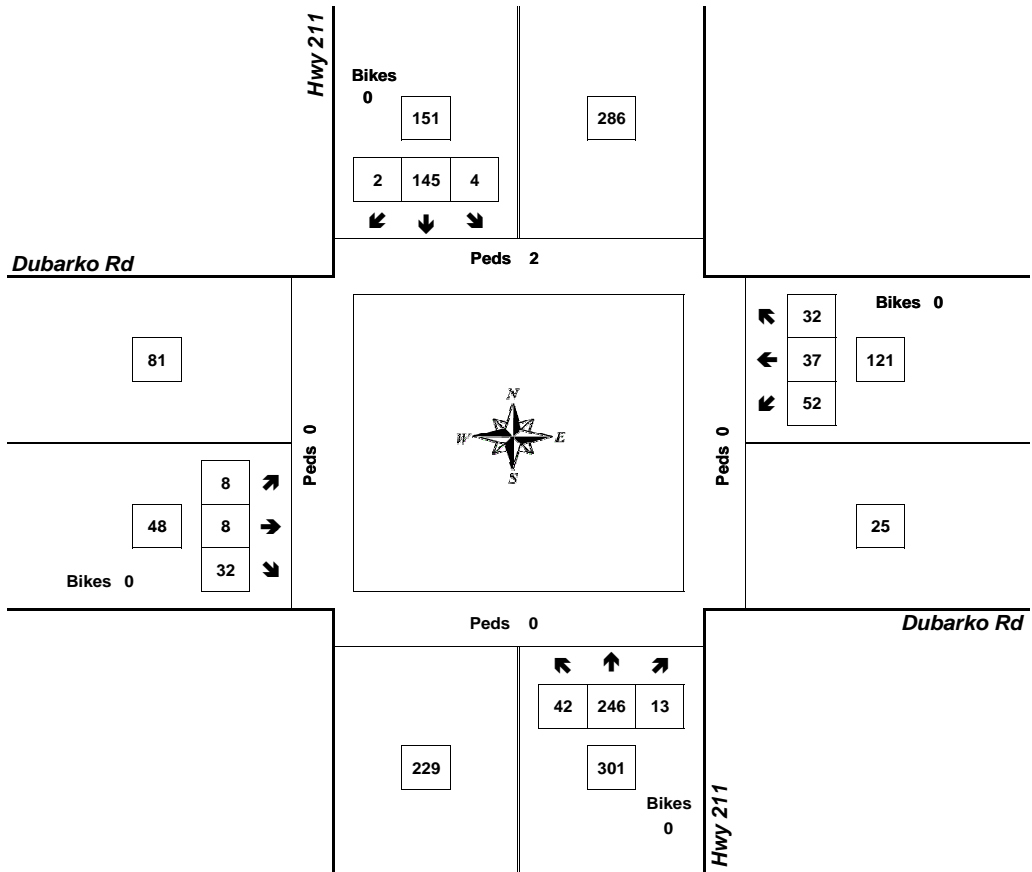 Hwy 211
Bikes
0
151
286
2 145 4
Peds 2
Dubarko Rd
Bikes 0
32
81
37
121
52
N
W E
S
Peds 0
Peds 0
8
48
8
25
32
Bikes 0
Peds 0
Dubarko Rd
42 246 13
229
301
Bikes
0
Hwy 211